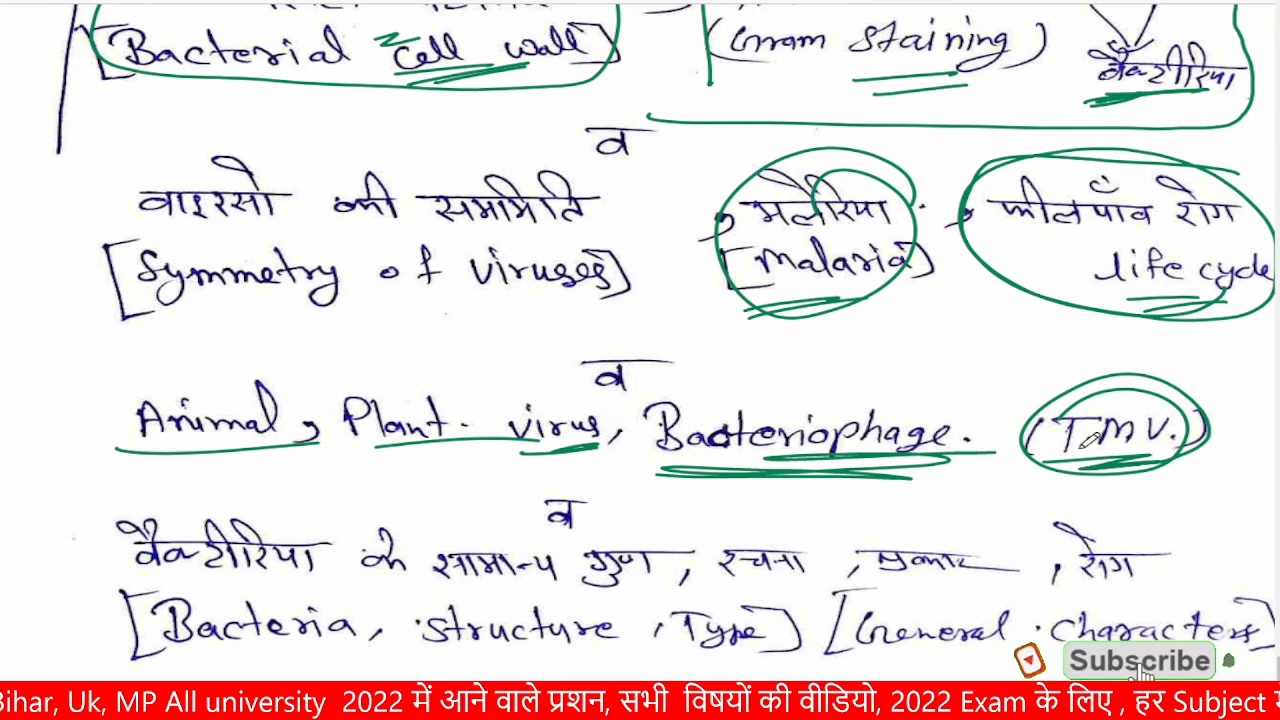 [Bacterial cell wall]
(Gram staining)
बैक्टीरिया
व
वाइरसो की सममिति , मलेरिया , फीलपाँव रोग
[Symmetry of viruses] [Malaria] life cycle
व
Animal, Plant virus, Bacteriophage. (T.M.V.)
व
बैक्टीरिया के सामान्य गुण, रचना, प्रकार, रोग
[Bacteria, structure, Type] [General characters]
Subscribe
Bihar, Uk, MP All university 2022 में आने वाले प्रशन, सभी विषयों की वीडियो, 2022 Exam के लिए , हर Subject